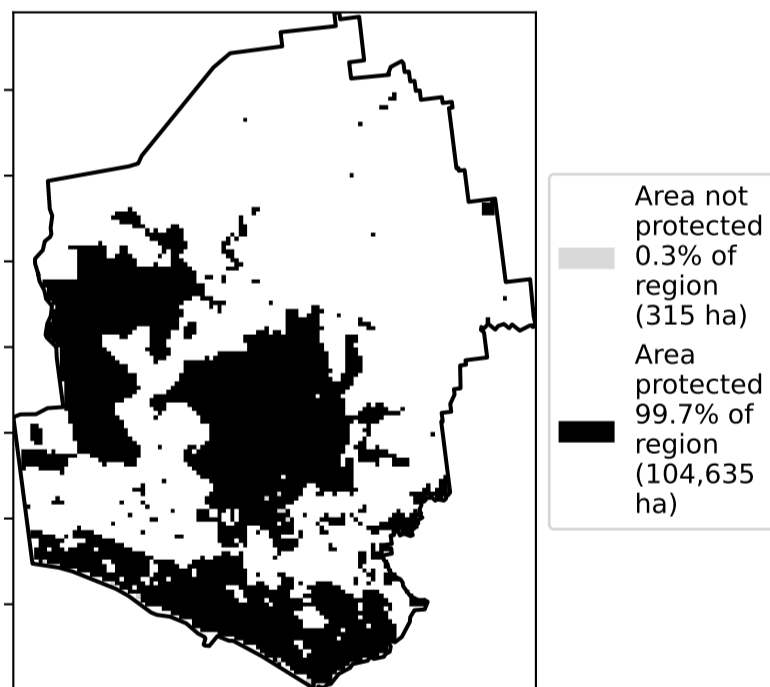 Area not
protected
0.3% of
region
(315 ha)
Area
protected
99.7% of
region
(104,635
ha)